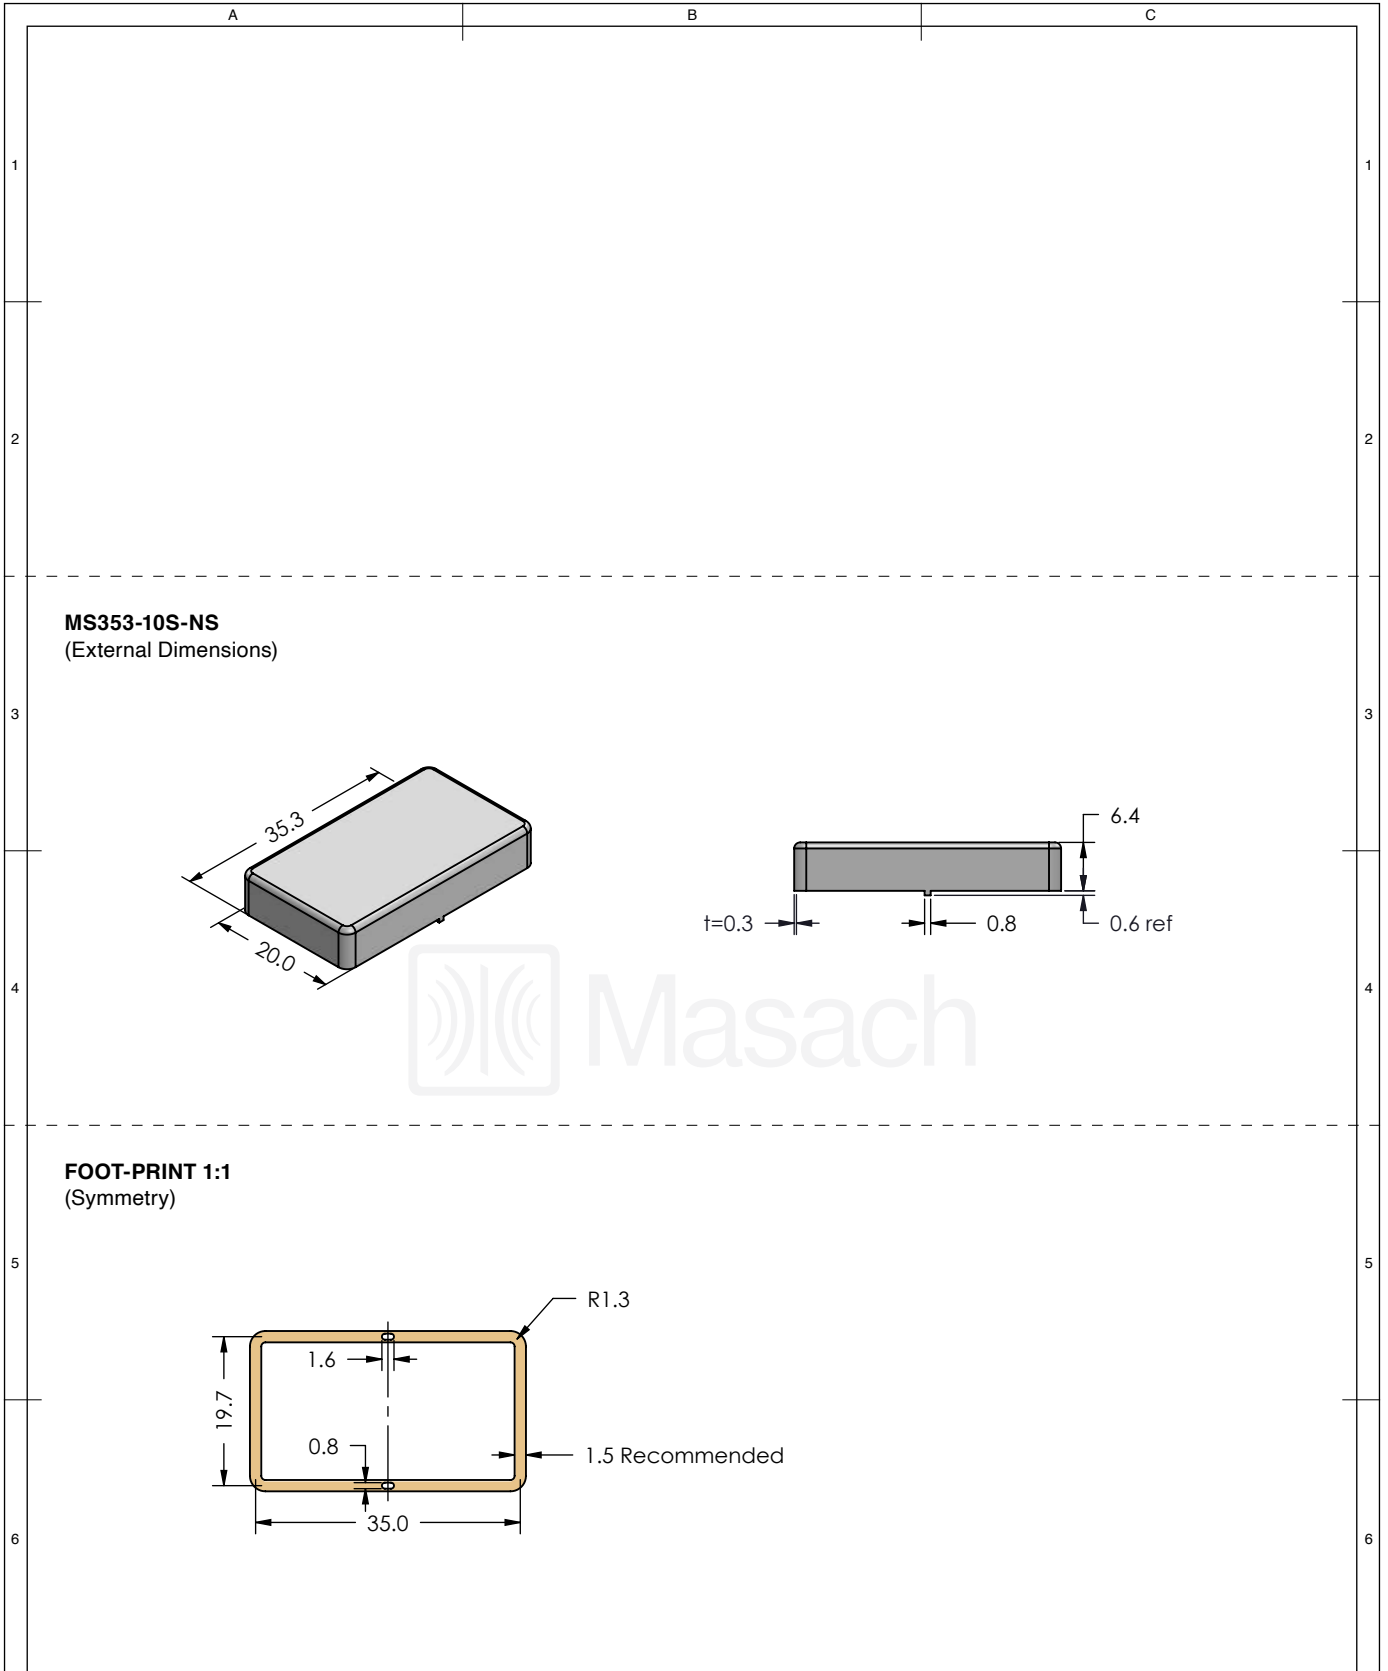 A
B
C
1
1
2
2
MS353-10S-NS
(External Dimensions)
3
3
35.3
20.0
6.4
t=0.3
0.8
0.6 ref
4
4
Masach
FOOT-PRINT 1:1
(Symmetry)
5
5
R1.3
1.6
19.7
0.8
1.5 Recommended
35.0
6
6